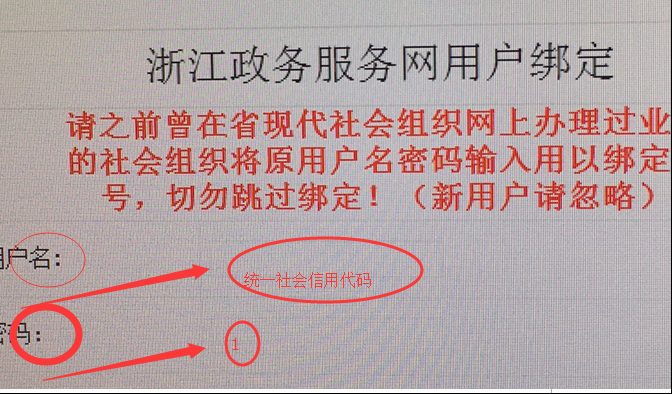 浙江政务服务网用户绑定
请之前曾在省现代社会组织网上办理过业
的社会组织将原用户名密码输入用以绑定
号，切勿跳过绑定！（新用户请忽略）
用户名：
统一社会信用代码
密码：
1